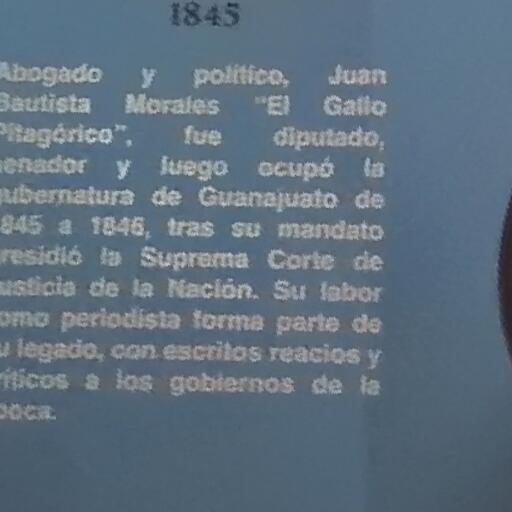 1845
Abogado y político, Juan
Bautista Morales "El Gallo
Pitagórico", fue diputado,
senador y luego ocupó la
gubernatura de Guanajuato de
1845 a 1846, tras su mandato
presidió la Suprema Corte de
Justicia de la Nación. Su labor
como periodista forma parte de
su legado, con escritos reacios y
críticos a los gobiernos de la
época.